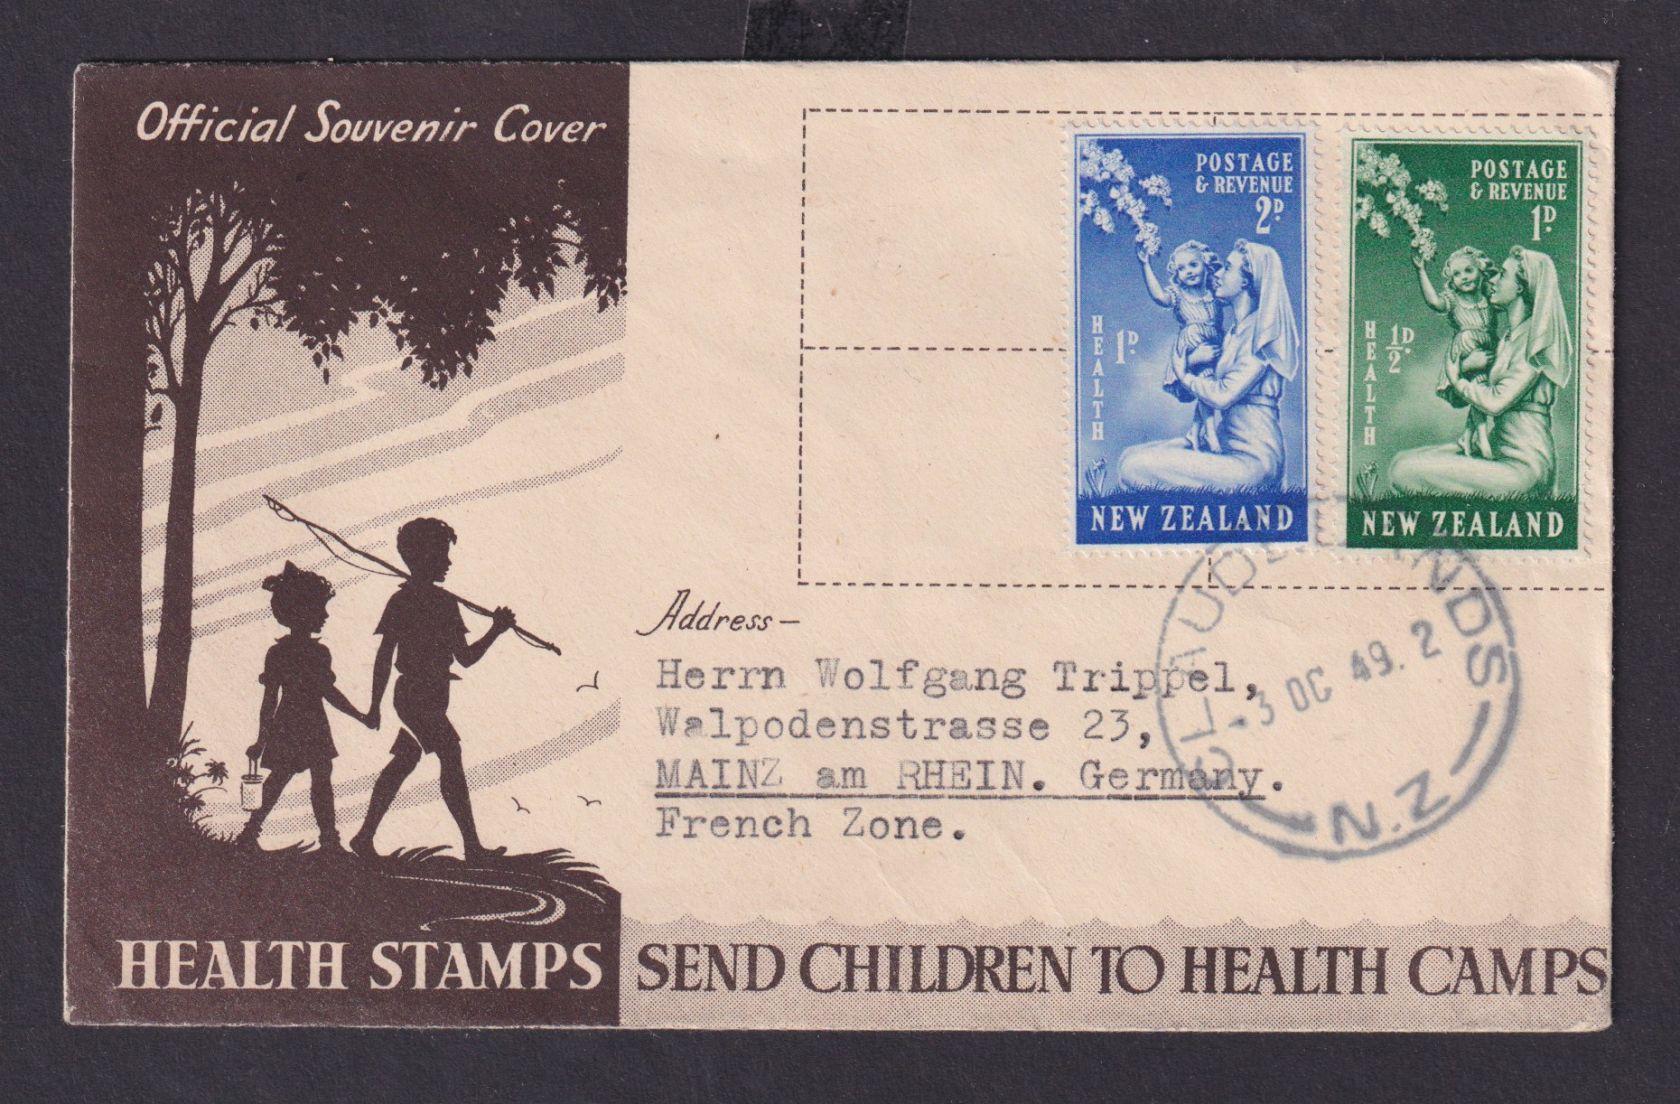 Official Souvenir Cover
POSTAGE
& REVENUE
2D.
HEALTH
1D.
NEW ZEALAND
POSTAGE
& REVENUE
1D.
HEALTH
1/2D.
NEW ZEALAND
CLAUDELANDS
-3 OC 49.2
N.Z
Address —
Herrn Wolfgang Trippel,
Walpodenstrasse 23,
MAINZ am RHEIN. Germany.
French Zone.
HEALTH STAMPS SEND CHILDREN TO HEALTH CAMPS